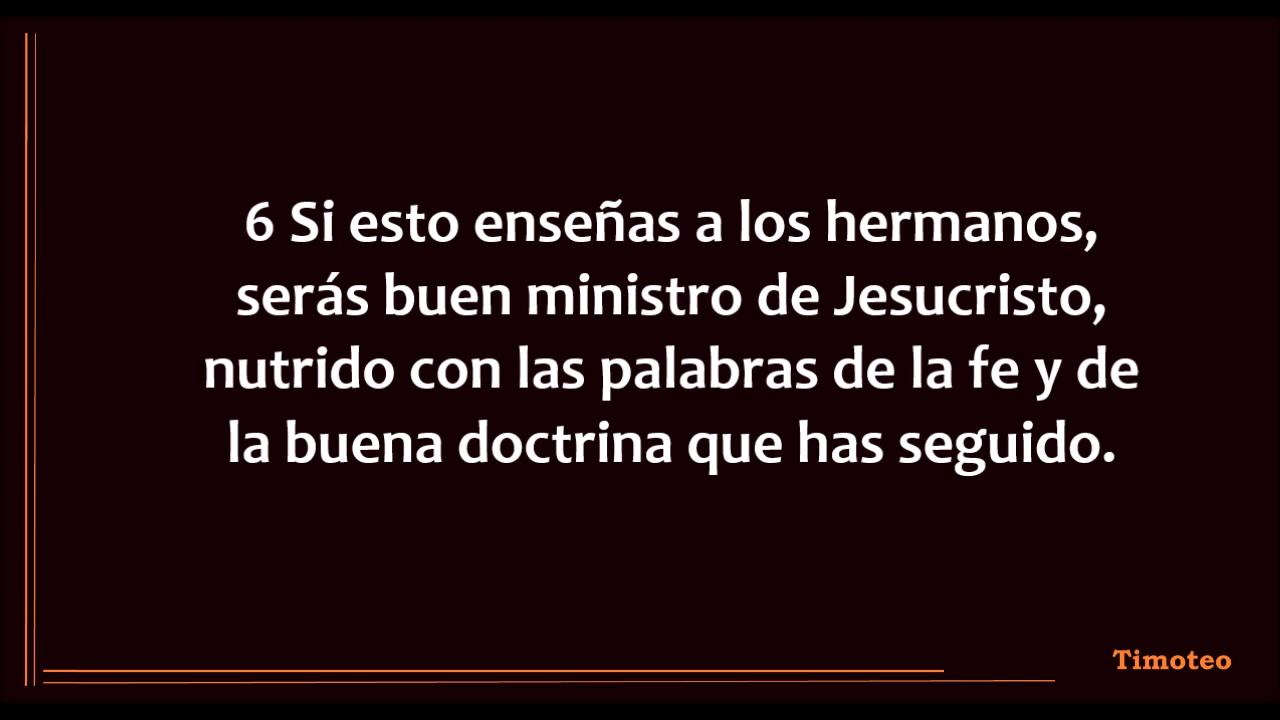 6 Si esto enseñas a los hermanos,
serás buen ministro de Jesucristo,
nutrido con las palabras de la fe y de
la buena doctrina que has seguido.
Timoteo